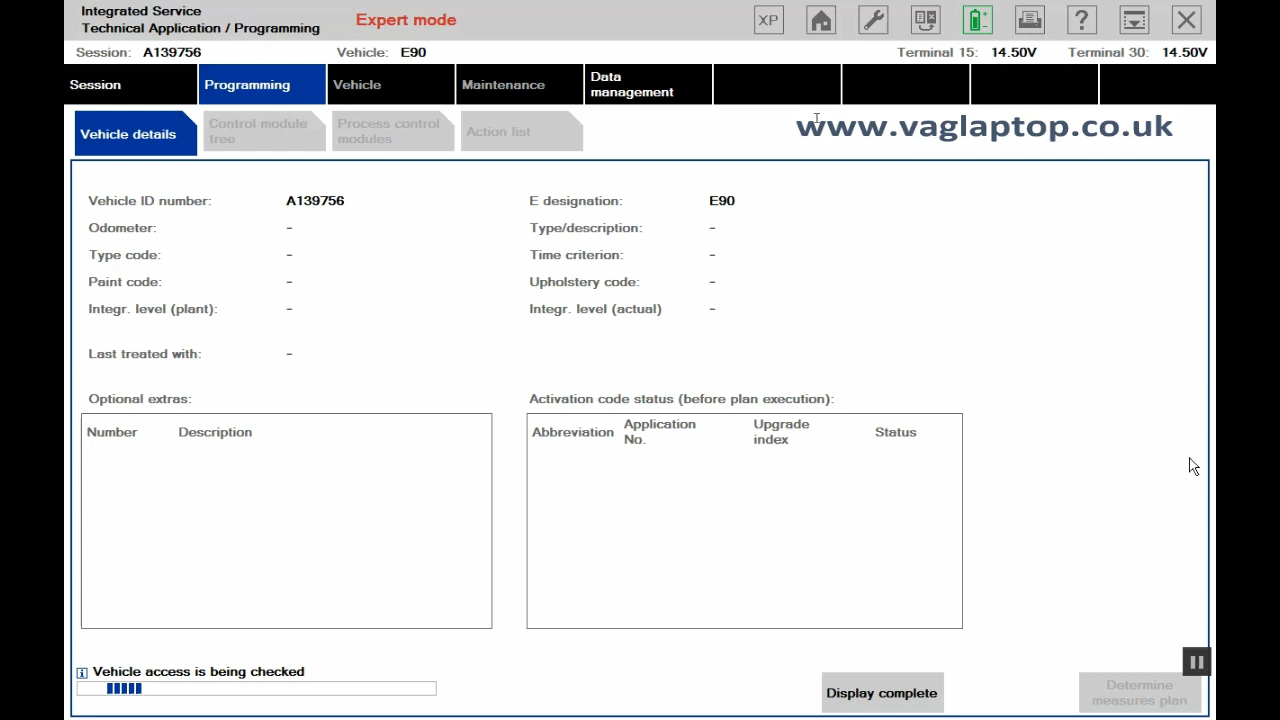 Integrated Service
Technical Application / Programming
Expert mode
XP
Session: A139756
Vehicle: E90
Terminal 15: 14.50V
Terminal 30: 14.50V
Session
Programming
Vehicle
Maintenance
Data
management
Vehicle details
Control module
tree
Process control
modules
Action list
www.vaglaptop.co.uk
Vehicle ID number: A139756
E designation: E90
Odometer: -
Type/description: -
Type code: -
Time criterion: -
Paint code: -
Upholstery code: -
Integr. level (plant): -
Integr. level (actual) -
Last treated with: -
Optional extras:
Activation code status (before plan execution):
Number Description
Abbreviation Application
No. Upgrade
index Status
Vehicle access is being checked
Display complete
Determine
measures plan